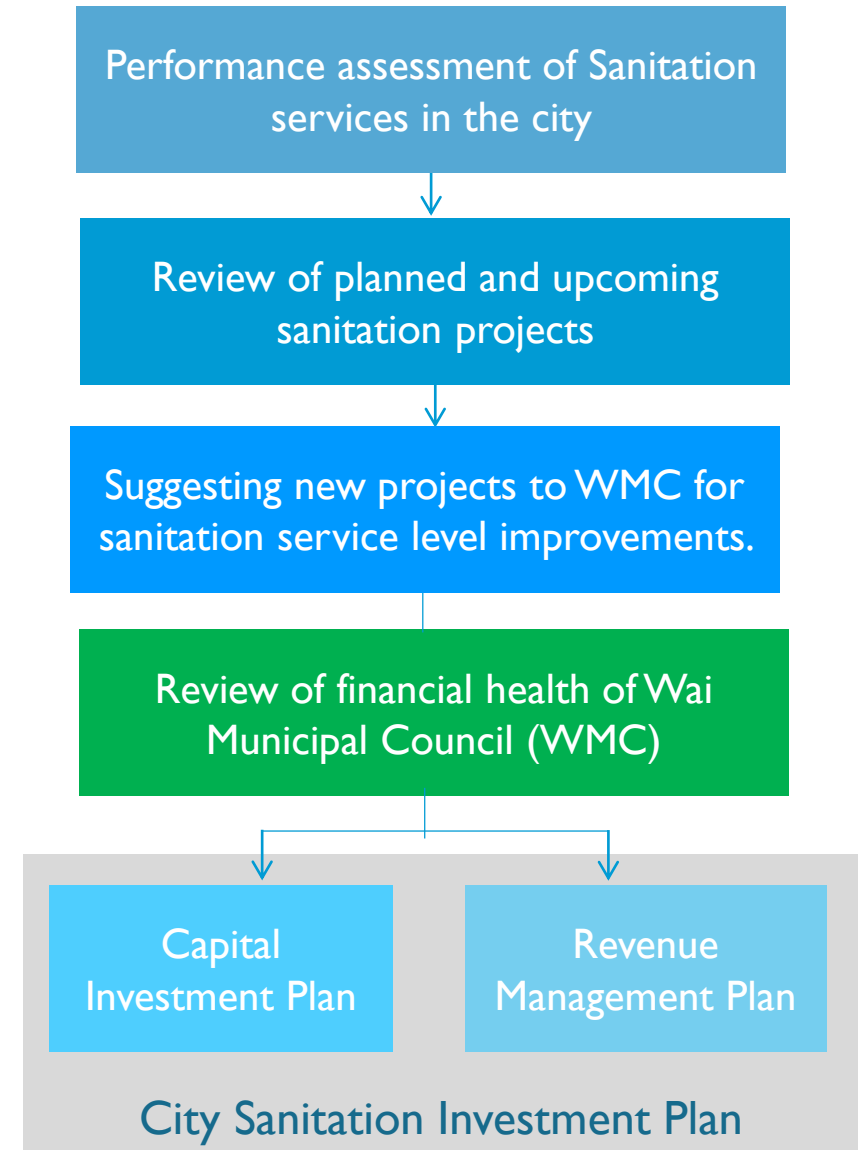 Performance assessment of Sanitation
services in the city
Review of planned and upcoming
sanitation projects
Suggesting new projects to WMC for
sanitation service level improvements.
Review of financial health of Wai
Municipal Council (WMC)
Capital
Investment Plan
Revenue
Management Plan
City Sanitation Investment Plan